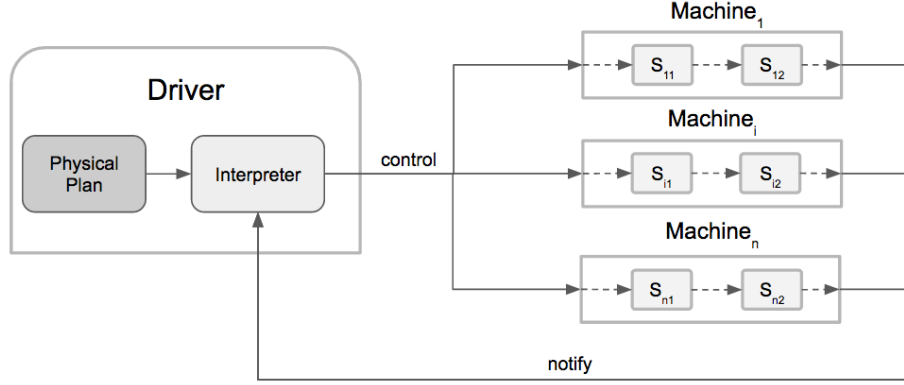 Driver
Physical
Plan
Interpreter
control
Machine₁
S₁₁ S₁₂
Machineᵢ
Sᵢ₁ Sᵢ₂
Machineₙ
Sₙ₁ Sₙ₂
notify